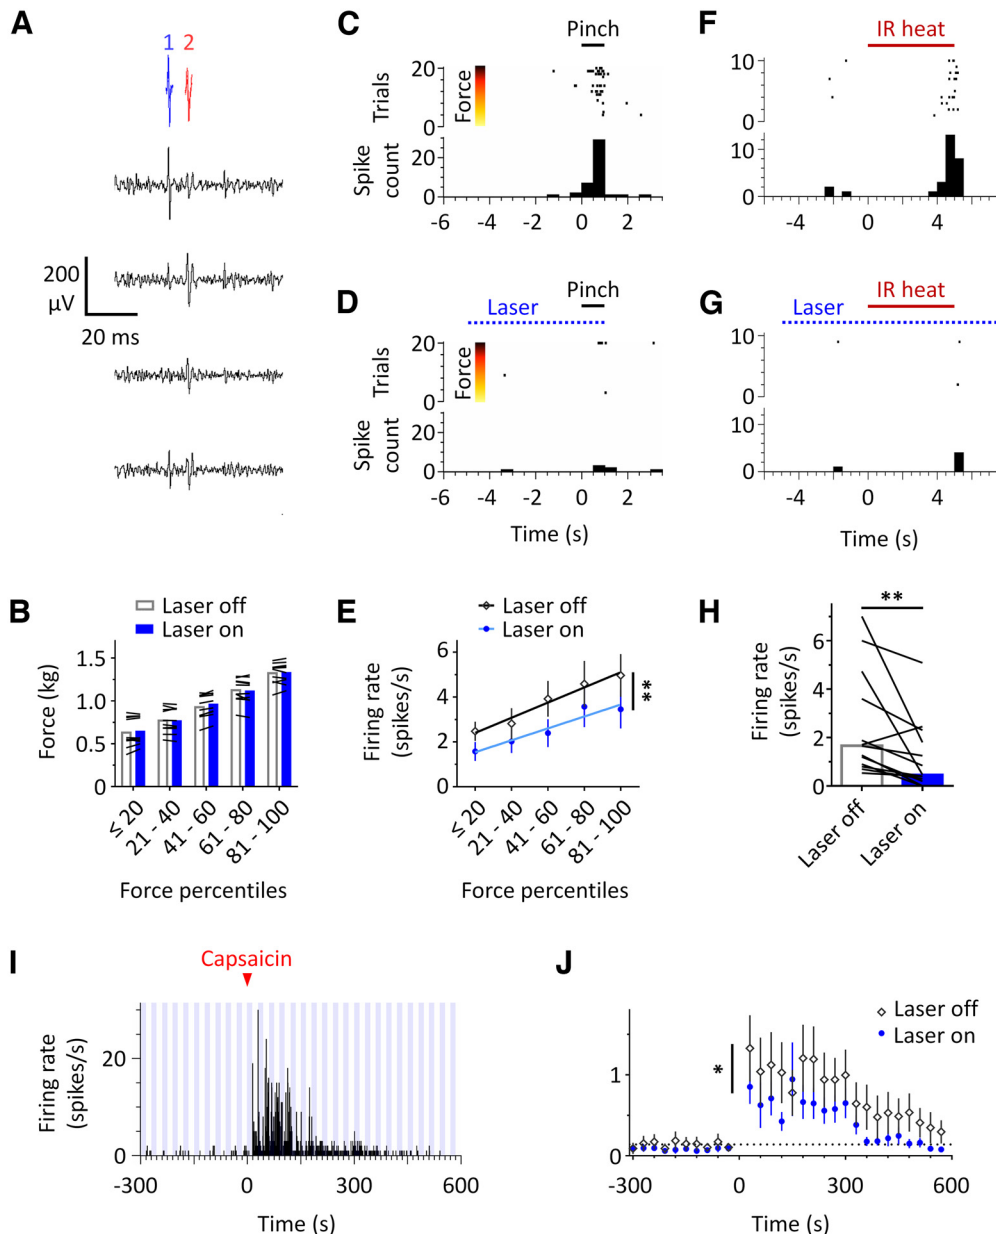 A
1 2
200
μV
20 ms
C
Pinch
20
Trials
Force
0
Spike
count
20
0
-6 -4 -2 0 2
F
IR heat
10
0
10
0
-4 0 4
D
Laser
Pinch
20
Trials
Force
0
Spike
count
20
0
-6 -4 -2 0 2
Time (s)
G
Laser
IR heat
10
0
10
0
-4 0 4
Time (s)
B
Laser off
Laser on
Force (kg)
1.5
1.0
0.5
0
≤ 20
21 - 40
41 - 60
61 - 80
81 - 100
Force percentiles
E
Laser off
Laser on
Firing rate
(spikes/s)
6
4
2
0
**
≤ 20
21 - 40
41 - 60
61 - 80
81 - 100
Force percentiles
H
**
Firing rate
(spikes/s)
6
4
2
0
Laser off
Laser on
I
Capsaicin
Firing rate
(spikes/s)
20
0
-300 0 300 600
Time (s)
J
Laser off
Laser on
*
1
0
-300 0 300 600
Time (s)